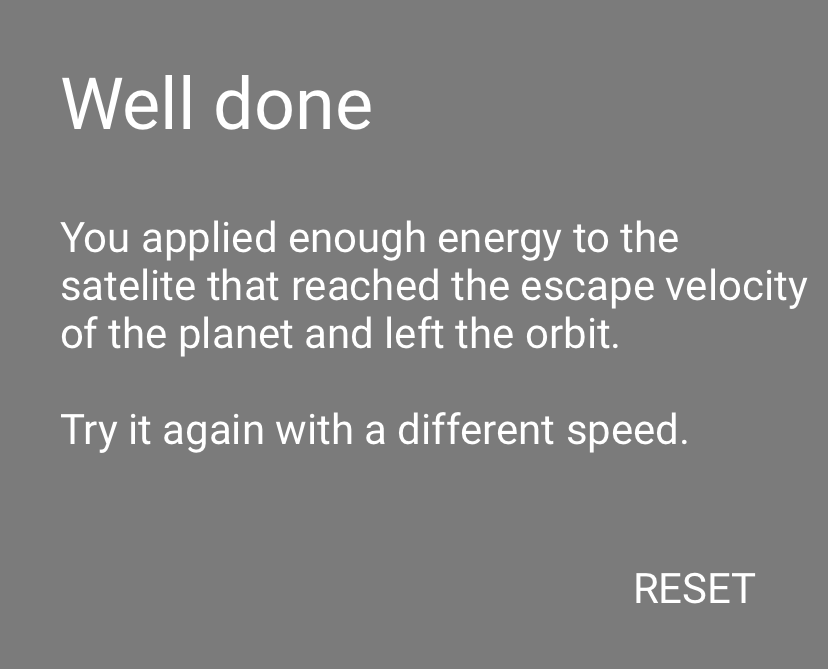 Well done
You applied enough energy to the
satelite that reached the escape velocity
of the planet and left the orbit.
Try it again with a different speed.
RESET